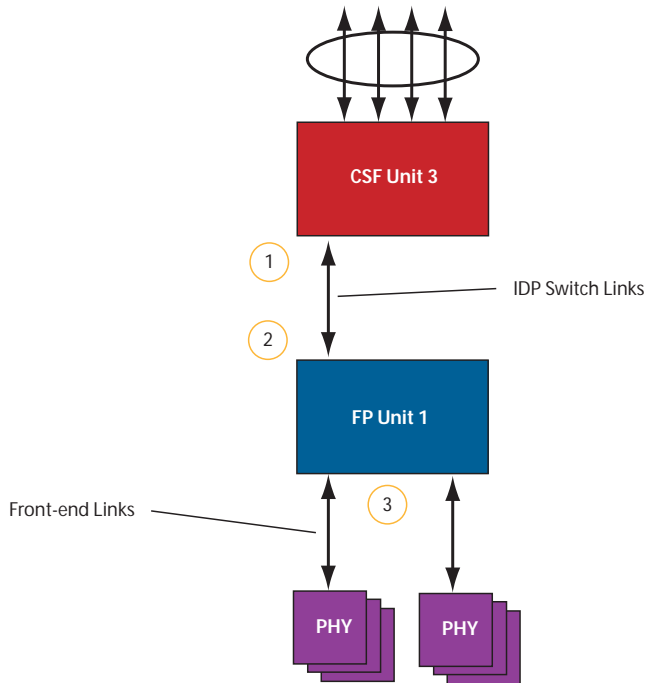 CSF Unit 3
1
IDP Switch Links
2
FP Unit 1
3
Front-end Links
PHY
PHY